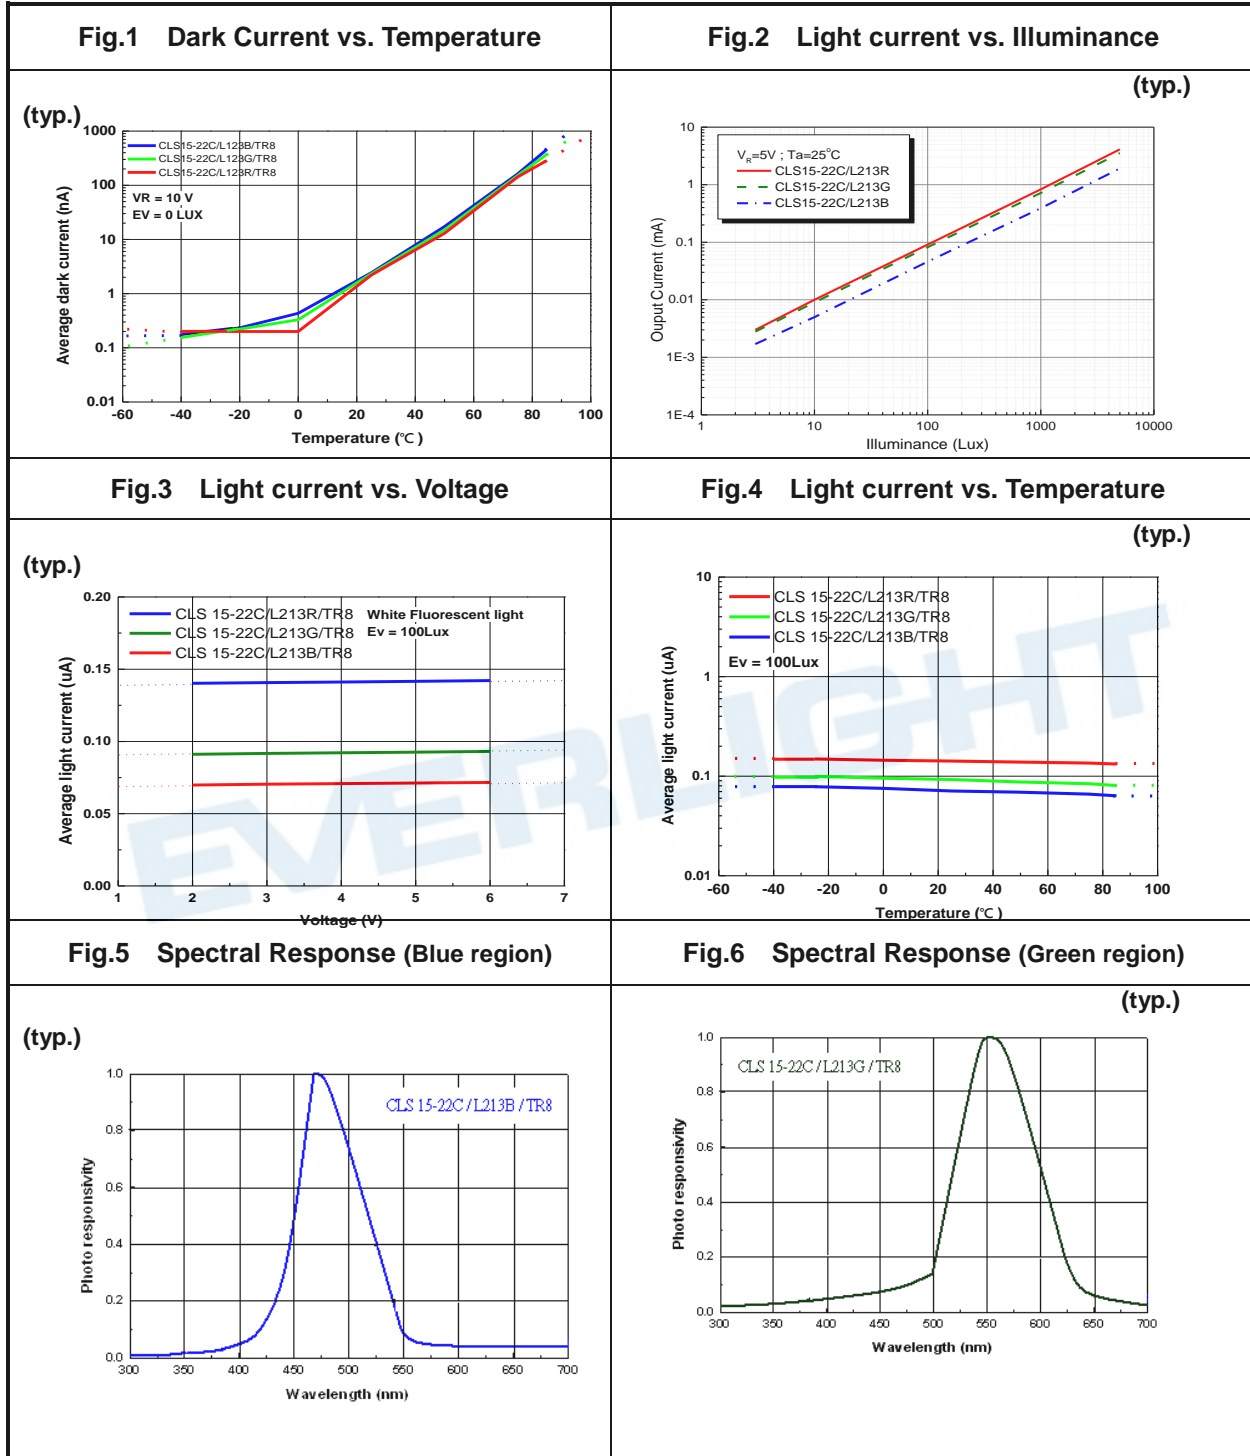 Fig.1 Dark Current vs. Temperature
Fig.2 Light current vs. Illuminance
(typ.)
1000
100
10
1
0.1
0.01
-60 -40 -20 0 20 40 60 80 100
Average dark current (nA)
Temperature (℃)
CLS15-22C/L123B/TR8
CLS15-22C/L123G/TR8
CLS15-22C/L123R/TR8
VR = 10 V
EV = 0 LUX
(typ.)
10
1
0.1
0.01
1E-3
1E-4
1 10 100 1000 10000
Ouput Current (mA)
Illuminance (Lux)
VR=5V ; Ta=25°C
CLS15-22C/L213R
CLS15-22C/L213G
CLS15-22C/L213B
Fig.3 Light current vs. Voltage
Fig.4 Light current vs. Temperature
(typ.)
0.20
0.15
0.10
0.05
0.00
1 2 3 4 5 6 7
Average light current (uA)
Voltage (V)
CLS 15-22C/L213R/TR8
CLS 15-22C/L213G/TR8
CLS 15-22C/L213B/TR8
White Fluorescent light
Ev = 100Lux
(typ.)
10
1
0.1
0.01
-60 -40 -20 0 20 40 60 80 100
Average light current (uA)
Temperature (℃)
CLS 15-22C/L213R/TR8
CLS 15-22C/L213G/TR8
CLS 15-22C/L213B/TR8
Ev = 100Lux
EVERLIGHT
Fig.5 Spectral Response (Blue region)
Fig.6 Spectral Response (Green region)
(typ.)
1.0
0.8
0.6
0.4
0.2
0.0
300 350 400 450 500 550 600 650 700
Photo responsivity
Wavelength (nm)
CLS 15-22C / L213B / TR8
(typ.)
1.0
0.8
0.6
0.4
0.2
0.0
300 350 400 450 500 550 600 650 700
Photo responsivity
Wavelength (nm)
CLS 15-22C / L213G / TR8